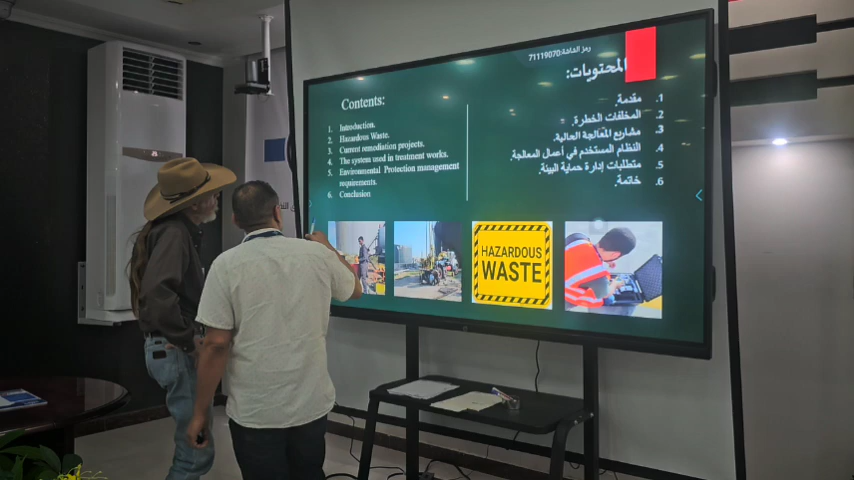 رمز الشاشة:71119070
المحتويات:
Contents:
1. Introduction.
2. Hazardous Waste.
3. Current remediation projects.
4. The system used in treatment works.
5. Environmental Protection management
requirements.
6. Conclusion
1. مقدمة.
2. المخلفات الخطرة.
3. مشاريع المعالجة الحالية.
4. النظام المستخدم في أعمال المعالجة.
5. متطلبات إدارة حماية البيئة.
6. خاتمة.
HAZARDOUS
WASTE